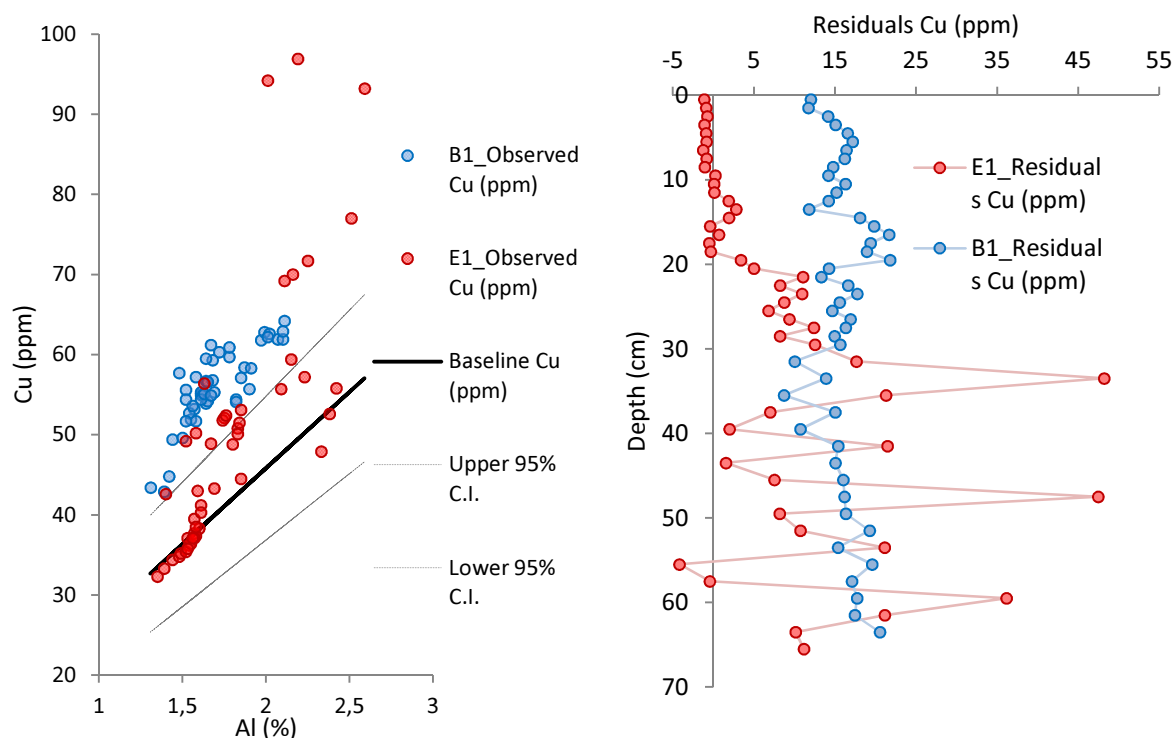 100
90
80
70
60
50
40
30
20
Cu (ppm)
1
1,5
2
2,5
3
Al (%)
B1_Observed
Cu (ppm)
E1_Observed
Cu (ppm)
Baseline Cu
(ppm)
Upper 95%
C.I.
Lower 95%
C.I.
Residuals Cu (ppm)
-5
5
15
25
35
45
55
0
10
20
30
40
50
60
70
Depth (cm)
E1_Residual
s Cu (ppm)
B1_Residual
s Cu (ppm)